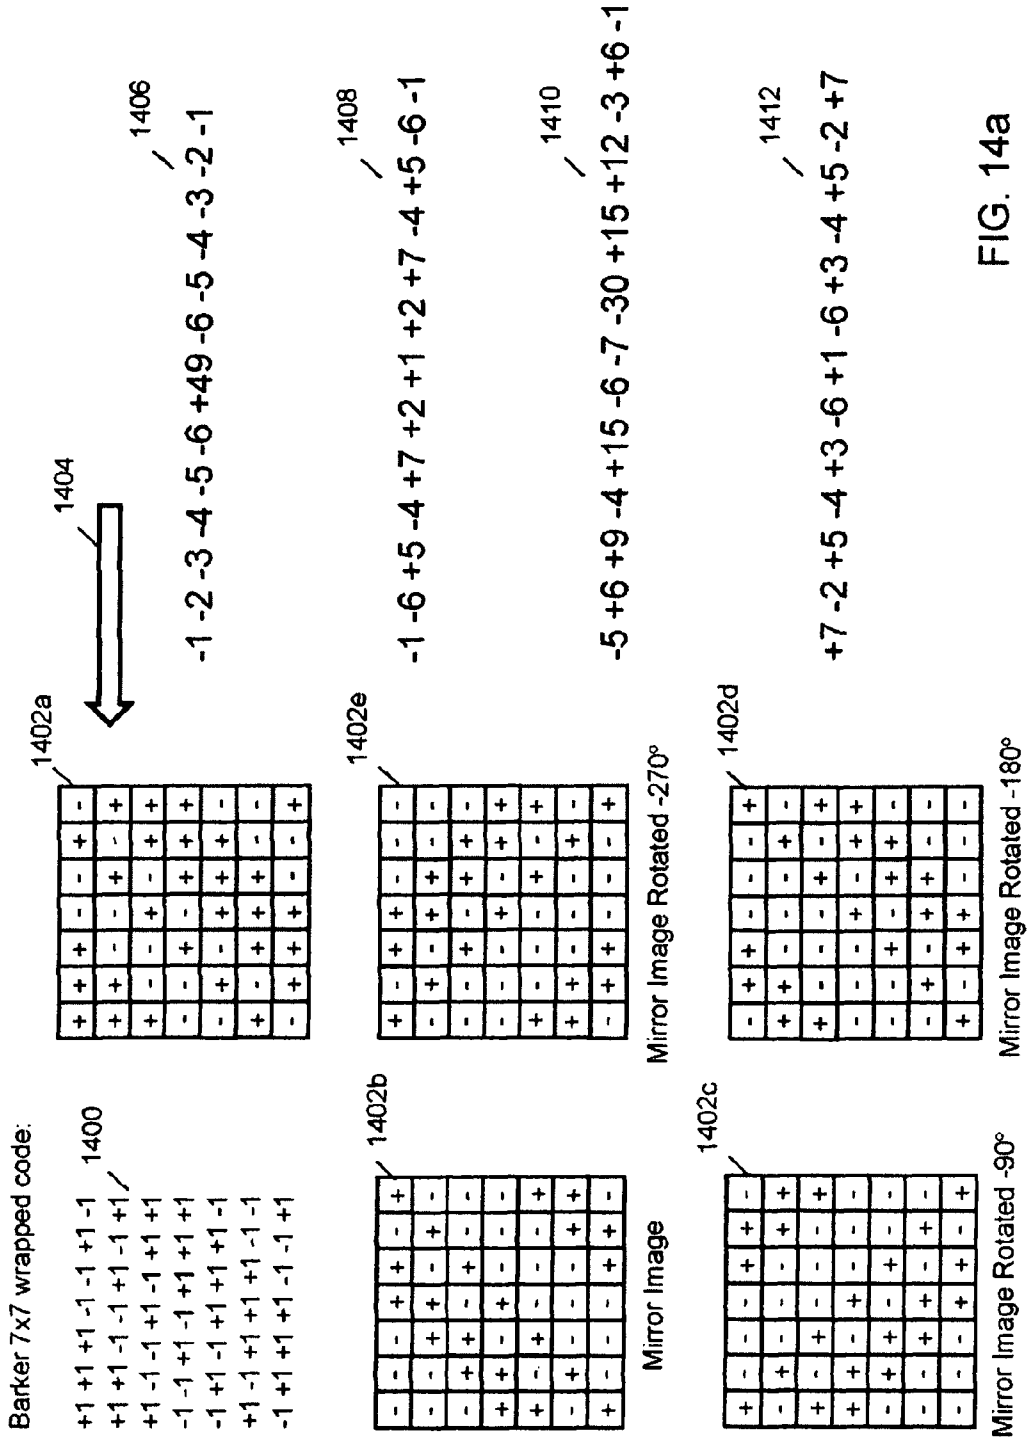 Barker 7x7 wrapped code:
1400
+1 +1 +1 -1 -1 +1 -1
+1 +1 -1 -1 +1 -1 +1
+1 -1 -1 +1 -1 +1 +1
-1 -1 +1 -1 +1 +1 +1
-1 +1 -1 +1 +1 +1 -1
+1 -1 +1 +1 +1 -1 -1
-1 +1 +1 +1 -1 -1 +1
1402a
+ + + - - + -
+ + - - + - +
+ - - + - + +
- - + - + + +
- + - + + + -
+ - + + + - -
- + + + - - +
1404
1406
-1 -2 -3 -4 -5 -6 +49 -6 -5 -4 -3 -2 -1
1402b
- - - + + - +
- - + + - + -
- + + - + - -
+ + - + - - -
+ - + - - - +
- + - - - + +
+ - - - + + -
Mirror Image
1402e
+ - + + - - -
- + - + + - -
- - + - + + -
- - - + - + +
+ - - - + - +
+ + - - - + -
- + + - - - +
Mirror Image Rotated -270°
1408
-1 -6 +5 -4 +7 +2 +1 +2 +7 -4 +5 -6 -1
1410
-5 +6 +9 -4 +15 -6 -7 -30 +15 +12 -3 +6 -1
1402c
+ - - - + + -
- + - - - + +
+ - + - - - +
+ + - + - - -
- + + - + - -
- - + + - + -
- - - + + - +
Mirror Image Rotated -90°
1402d
- + + - - - +
+ + - - - + -
+ - - - + - +
- - - + - + +
- - + - + + -
- + - + + - -
+ - + + - - -
Mirror Image Rotated -180°
1412
+7 -2 +5 -4 +3 -6 +1 -6 +3 -4 +5 -2 +7
FIG. 14a